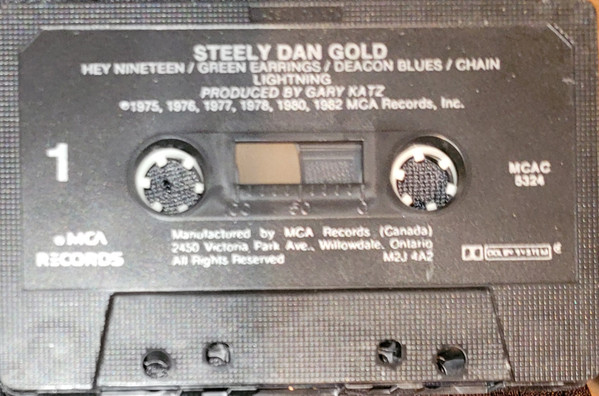 STEELY DAN GOLD
HEY NINETEEN / GREEN EARRINGS / DEACON BLUES / CHAIN
LIGHTNING
PRODUCED BY GARY KATZ
℗1975, 1976, 1977, 1978, 1980, 1982 MCA Records, Inc.
1
MCAC
5324
MCA
RECORDS
Manufactured by MCA Records (Canada)
2450 Victoria Park Ave., Willowdale, Ontario
All Rights Reserved M2J 4A2
DOLBY SYSTEM